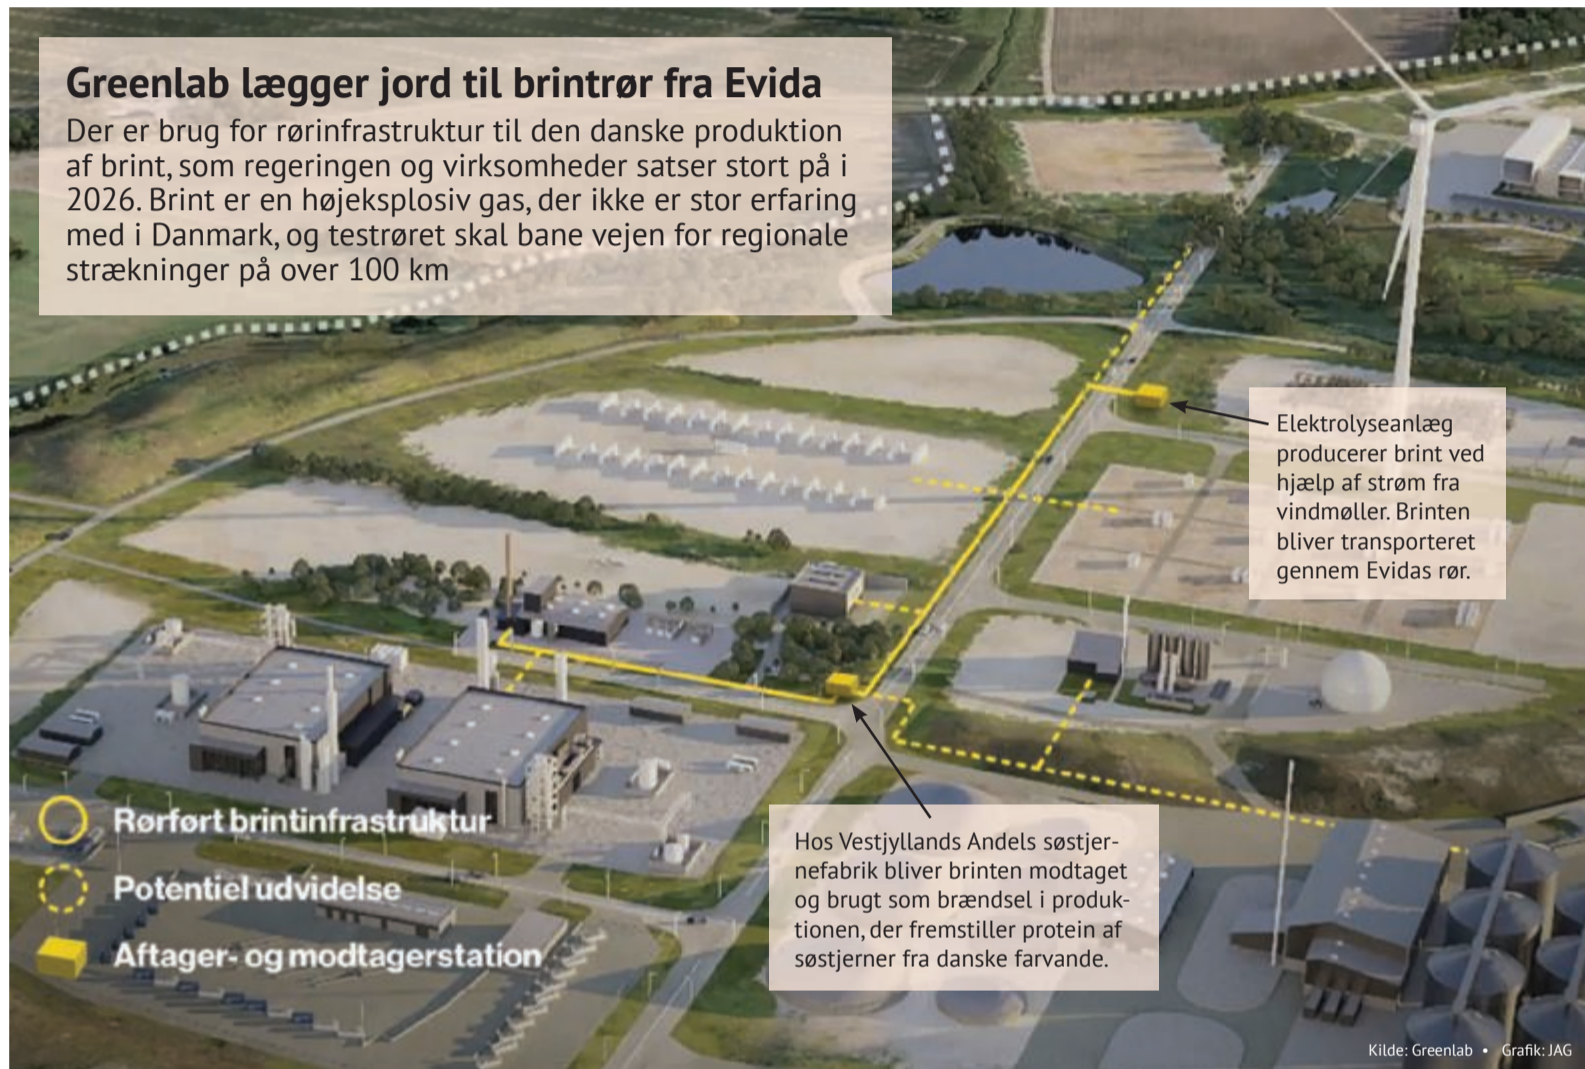 Greenlab lægger jord til brintrør fra Evida
Der er brug for rørinfrastruktur til den danske produktion
af brint, som regeringen og virksomheder satser stort på i
2026. Brint er en højeksplosiv gas, der ikke er stor erfaring
med i Danmark, og testrøret skal bane vejen for regionale
strækninger på over 100 km
Elektrolyseanlæg
producerer brint ved
hjælp af strøm fra
vindmøller. Brinten
bliver transporteret
gennem Evidas rør.
Rørført brintinfrastruktur
Potentiel udvidelse
Aftager- og modtagerstation
Hos Vestjyllands Andels søstjer-
nefabrik bliver brinten modtaget
og brugt som brændsel i produk-
tionen, der fremstiller protein af
søstjerner fra danske farvande.
Kilde: Greenlab • Grafik: JAG